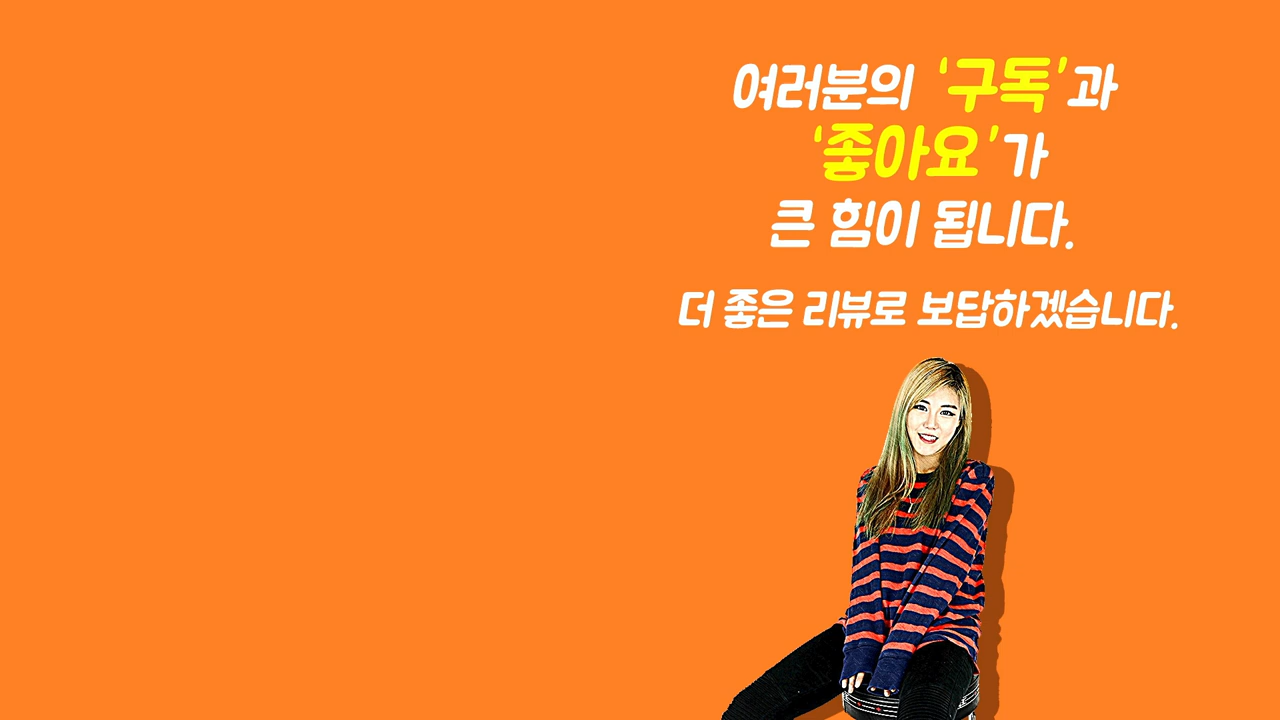 여러분의 '구독'과
'좋아요'가
큰 힘이 됩니다.
더 좋은 리뷰로 보답하겠습니다.